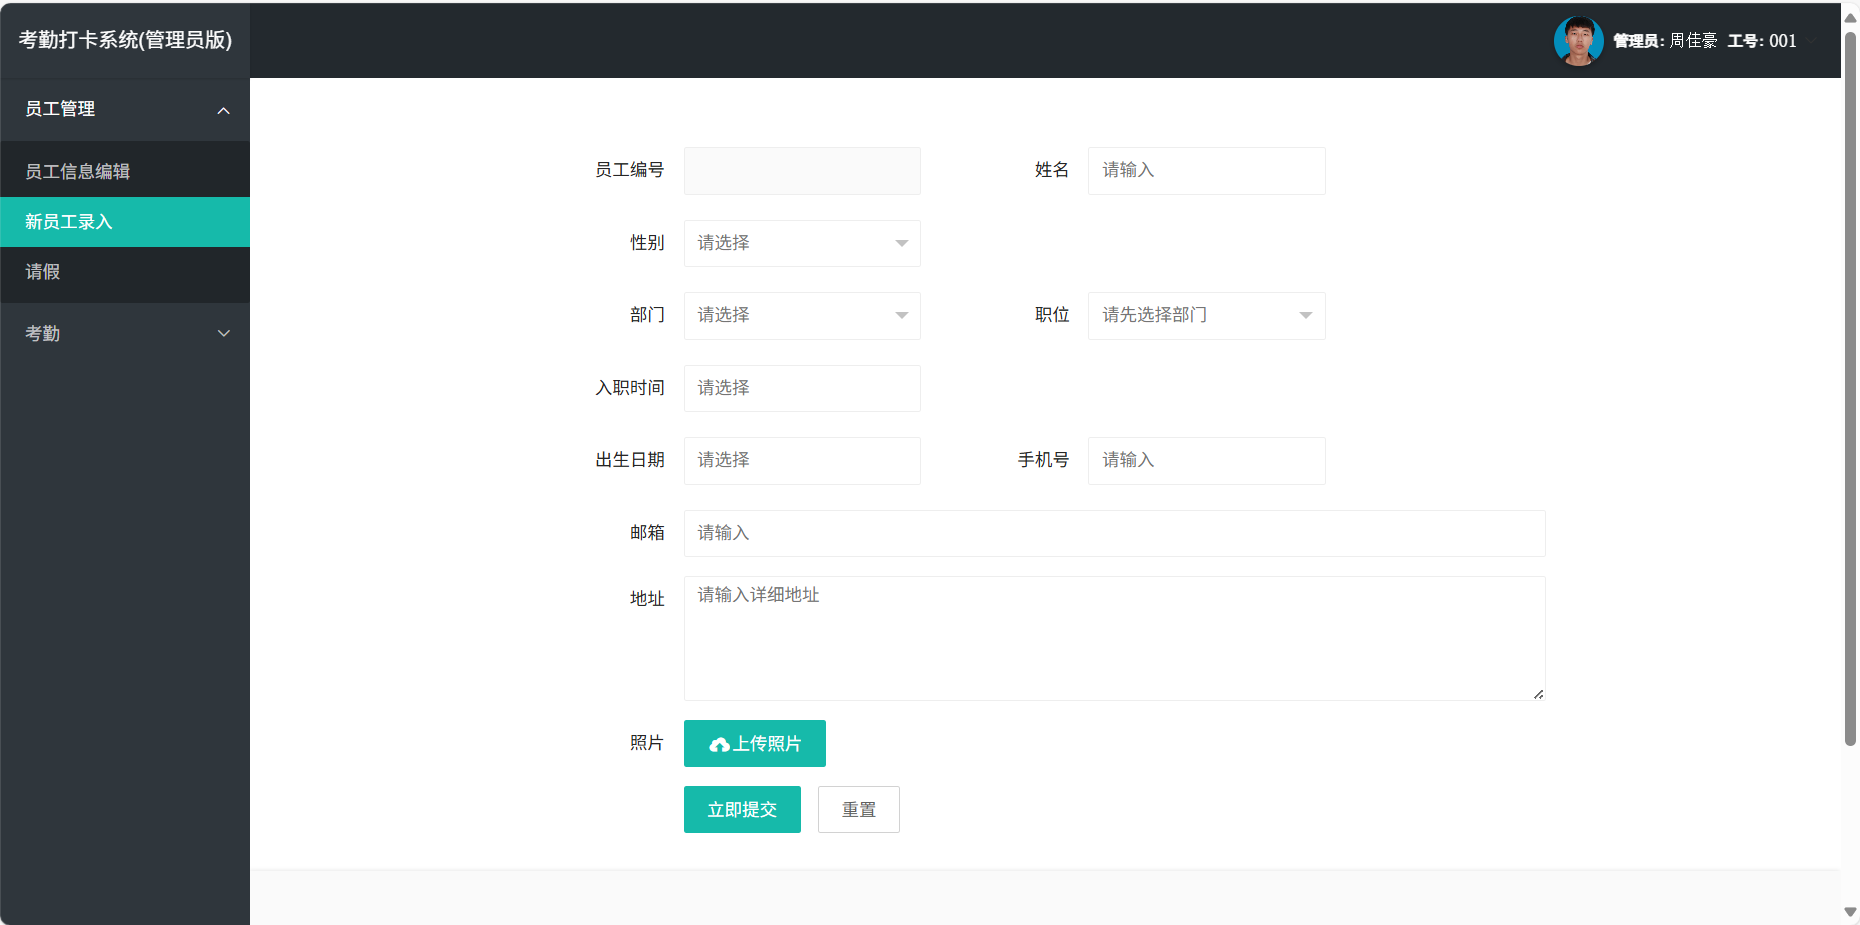 考勤打卡系统(管理员版)
管理员: 周佳豪 工号: 001
员工管理
员工信息编辑
新员工录入
请假
考勤
员工编号
姓名 请输入
性别 请选择
部门 请选择 职位 请先选择部门
入职时间 请选择
出生日期 请选择 手机号 请输入
邮箱 请输入
地址 请输入详细地址
照片 上传照片
立即提交 重置